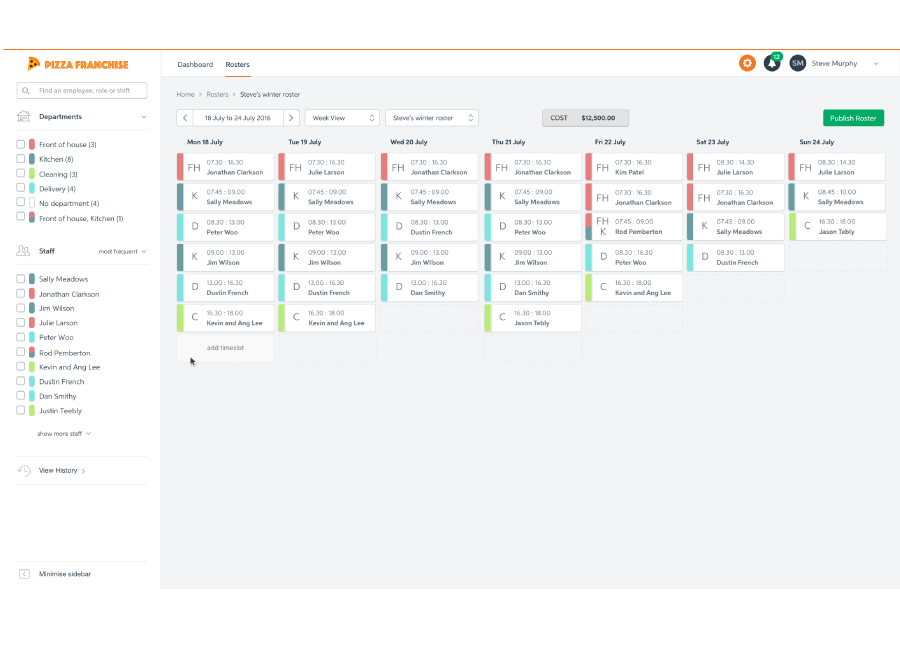 PIZZA FRANCHISE
Dashboard Rosters
12
SM Steve Murphy
Find an employee, role or shift
Home > Rosters > Steve's winter roster
Departments
18 July to 24 July 2016 Week View Steve's winter roster COST $12,500.00 Publish Roster
Front of house (3)
Kitchen (8)
Cleaning (3)
Delivery (4)
No department (4)
Front of house, Kitchen (1)
Staff most frequent
Sally Meadows
Jonathan Clarkson
Jim Wilson
Julie Larson
Peter Woo
Rod Pemberton
Kevin and Ang Lee
Dustin French
Dan Smithy
Justin Teebly
show more staff
View History >
Minimise sidebar
Mon 18 July
FH 07.30 : 16.30
Jonathan Clarkson
K 07.45 : 09.00
Sally Meadows
D 08.30 : 13.00
Peter Woo
K 09.00 : 13.00
Jim Wilson
D 13.00 : 16.30
Dustin French
C 16.30 : 18.00
Kevin and Ang Lee
add timeslot
Tue 19 July
FH 07.30 : 16.30
Julie Larson
K 07.45 : 09.00
Sally Meadows
D 08.30 : 13.00
Peter Woo
K 09.00 : 13.00
Jim Wilson
D 13.00 : 16.30
Dustin French
C 16.30 : 18.00
Kevin and Ang Lee
Wed 20 July
FH 07.30 : 16.30
Jonathan Clarkson
K 07.45 : 09.00
Sally Meadows
D 08.30 : 13.00
Dustin French
K 09.00 : 13.00
Jim Wilson
D 13.00 : 16.30
Dan Smithy
Thu 21 July
FH 07.30 : 16.30
Jonathan Clarkson
K 07.45 : 09.00
Sally Meadows
D 08.30 : 13.00
Peter Woo
K 09.00 : 13.00
Jim Wilson
D 13.00 : 16.30
Dan Smithy
C 16.30 : 18.00
Jason Tebly
Fri 22 July
FH 07.30 : 16.30
Kim Patel
FH 07.30 : 16.30
Jonathan Clarkson
FH 07.45 : 09.00
K Rod Pemberton
D 08.30 : 16.30
Peter Woo
C 16.30 : 18.00
Kevin and Ang Lee
Sat 23 July
FH 08.30 : 14.30
Julie Larson
FH 07.30 : 16.30
Jonathan Clarkson
K 07.45 : 09.00
Sally Meadows
D 08.30 : 13.00
Dustin French
Sun 24 July
FH 08.30 : 14.30
Julie Larson
K 08.45 : 10.00
Sally Meadows
C 16.30 : 18.00
Jason Tebly